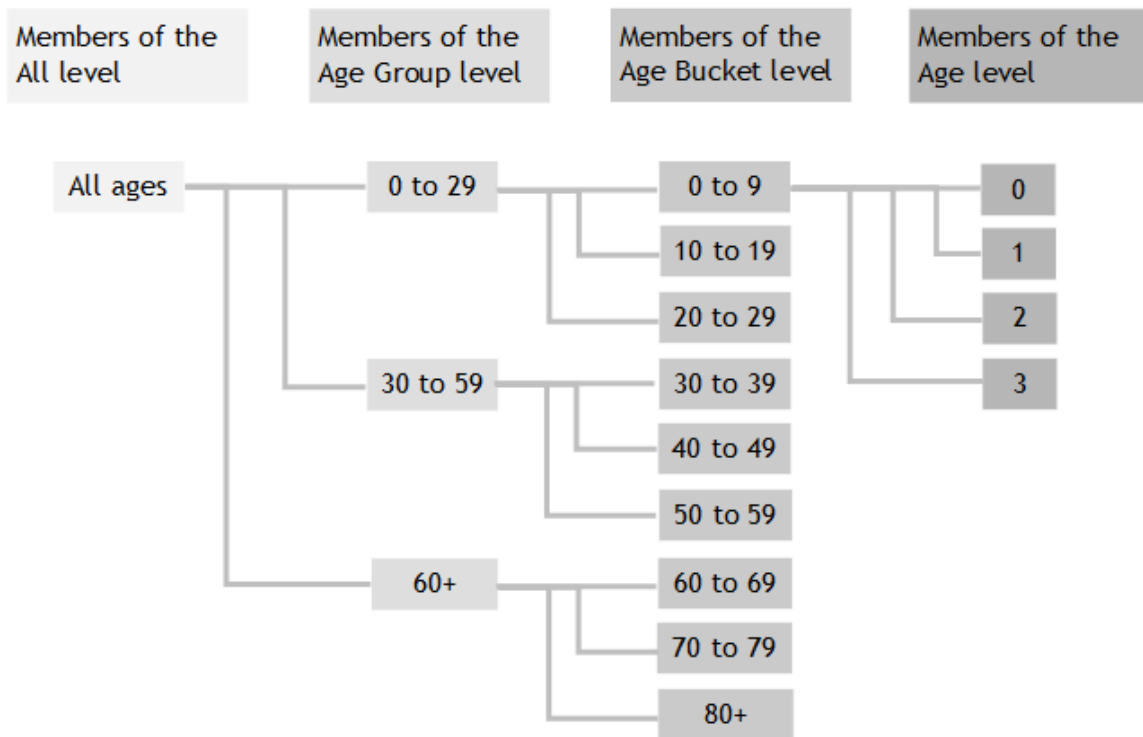 Members of the
All level
Members of the
Age Group level
Members of the
Age Bucket level
Members of the
Age level
All ages
0 to 29
0 to 9
0
10 to 19
1
20 to 29
2
30 to 59
30 to 39
3
40 to 49
50 to 59
60+
60 to 69
70 to 79
80+